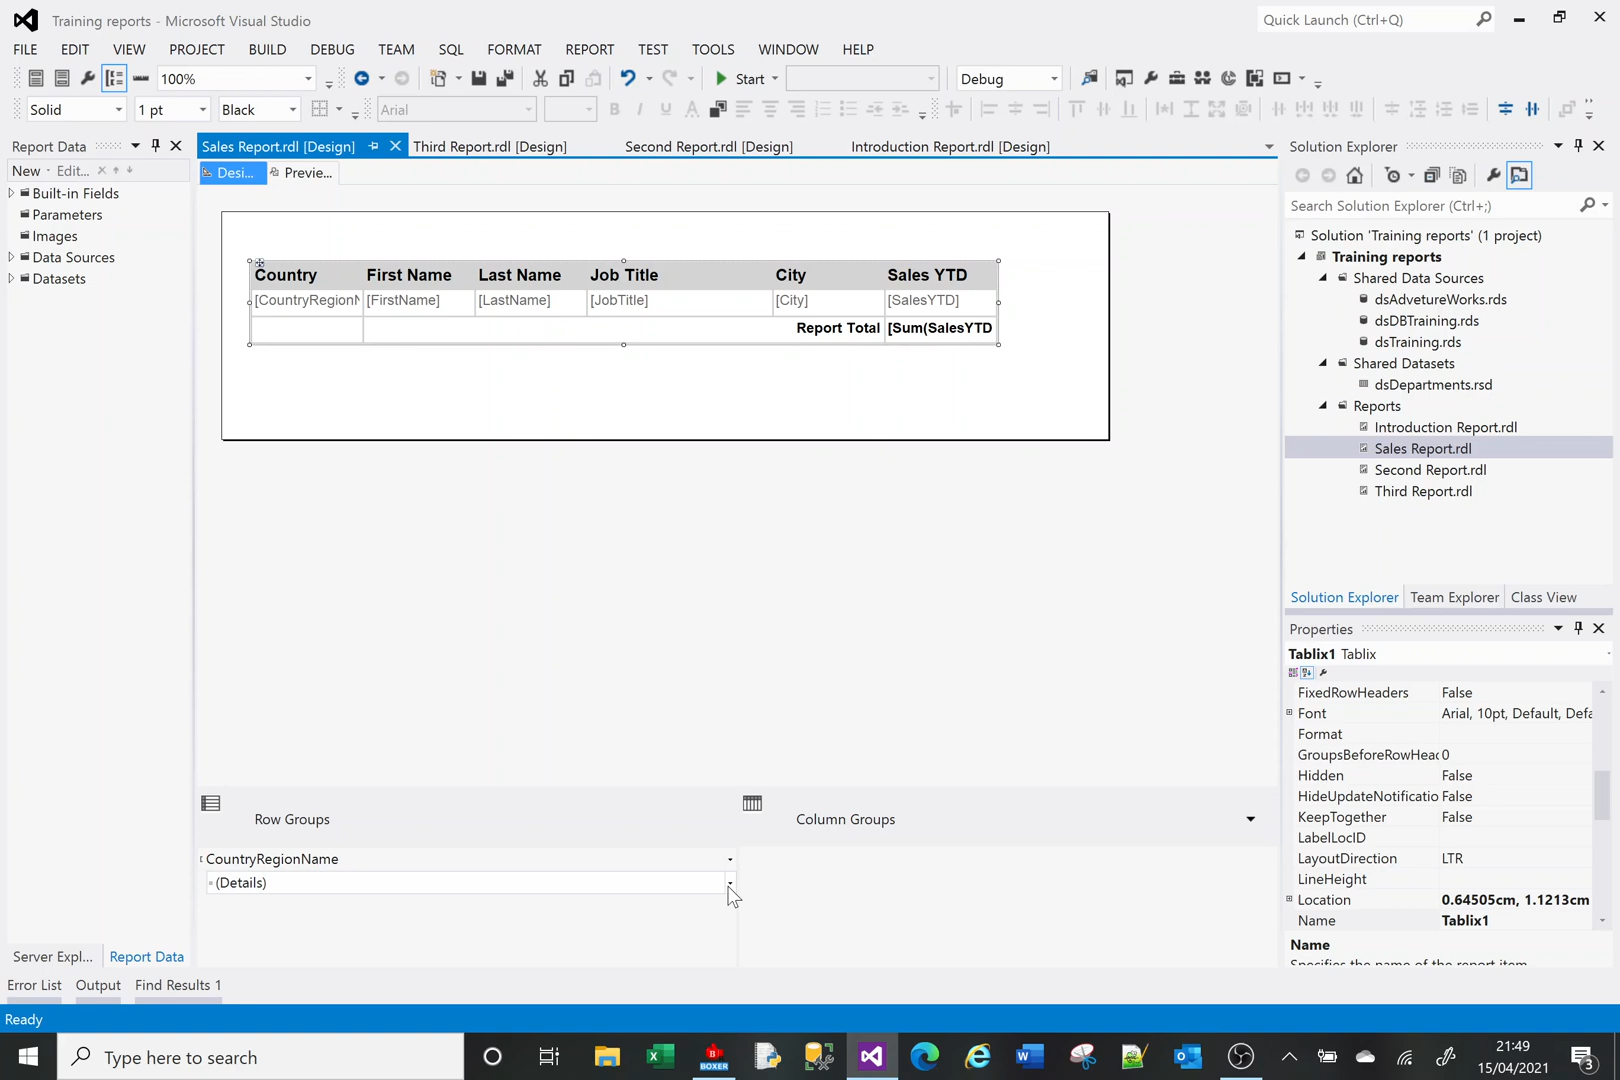 Training reports - Microsoft Visual Studio
Quick Launch (Ctrl+Q)
FILE EDIT VIEW PROJECT BUILD DEBUG TEAM SQL FORMAT REPORT TEST TOOLS WINDOW HELP
100% Start Debug
Solid 1 pt Black Arial B I U A
Report Data
Sales Report.rdl [Design] Third Report.rdl [Design] Second Report.rdl [Design] Introduction Report.rdl [Design]
Solution Explorer
New Edit...
Desi... Previe...
Built-in Fields
Parameters
Images
Data Sources
Datasets
Country First Name Last Name Job Title City Sales YTD
[CountryRegionN [FirstName] [LastName] [JobTitle] [City] [SalesYTD]
Report Total [Sum(SalesYTD
Search Solution Explorer (Ctrl+;)
Solution 'Training reports' (1 project)
Training reports
Shared Data Sources
dsAdvetureWorks.rds
dsDBTraining.rds
dsTraining.rds
Shared Datasets
dsDepartments.rsd
Reports
Introduction Report.rdl
Sales Report.rdl
Second Report.rdl
Third Report.rdl
Solution Explorer Team Explorer Class View
Properties
Tablix1 Tablix
FixedRowHeaders False
Font Arial, 10pt, Default, Defa
Format
GroupsBeforeRowHeac 0
Hidden False
HideUpdateNotificatio False
KeepTogether False
LabelLocID
LayoutDirection LTR
LineHeight
Location 0.64505cm, 1.1213cm
Name Tablix1
Name
Specifies the name of the report item
Row Groups
Column Groups
CountryRegionName
(Details)
Server Expl... Report Data
Error List Output Find Results 1
Ready
Type here to search
BOXER
21:49
15/04/2021
3